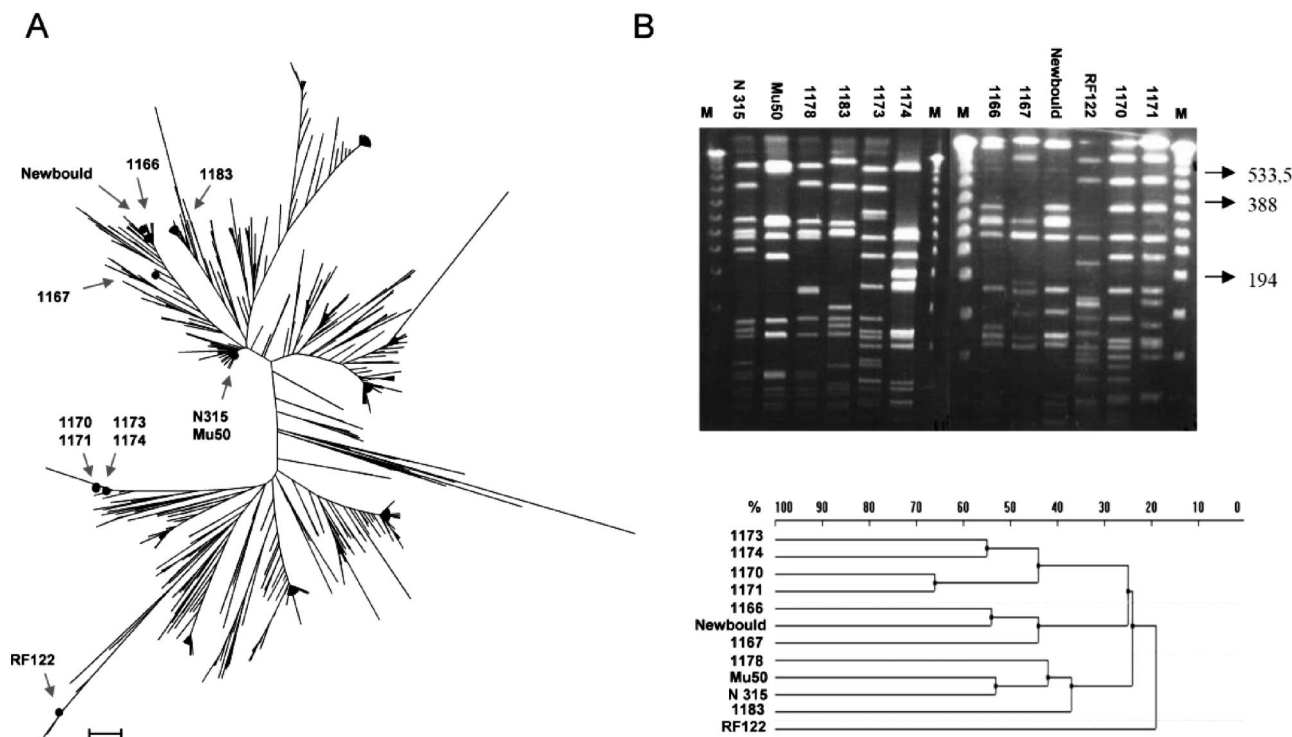 A
Newbould
1166
1183
1167
N315
Mu50
1170 1173
1171 1174
RF122
B
M N 315 Mu50 1178 1183 1173 1174 M M 1166 1167 Newbould RF122 1170 1171 M
533,5
388
194
% 100 90 80 70 60 50 40 30 20 10 0
1173
1174
1170
1171
1166
Newbould
1167
1178
Mu50
N 315
1183
RF122